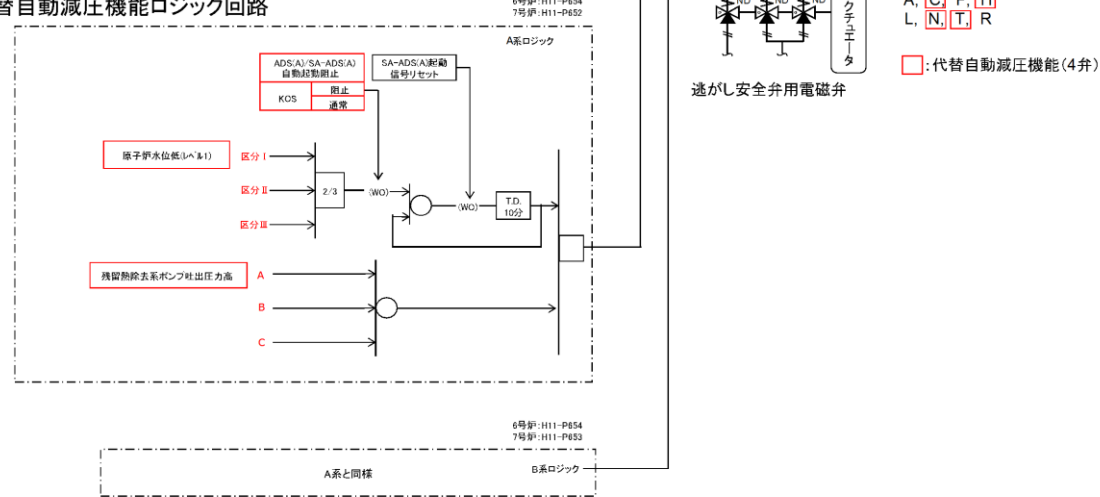 替自動減圧機能ロジック回路
7号炉:H11-P652
A系ロジック
ADS(A)/SA-ADS(A)
自動起動阻止
KOS
阻止
通常
SA-ADS(A)起動
信号リセット
原子炉水位低(レベル1)
区分Ⅰ
区分Ⅱ
区分Ⅲ
2/3
(WO)
(WO)
T.D.
10分
残留熱除去系ポンプ吐出圧力高
A
B
C
6号炉:H11-P654
7号炉:H11-P653
A系と同様
B系ロジック
クチュエータ
L, N, T, R
:代替自動減圧機能(4弁)
逃がし安全弁用電磁弁